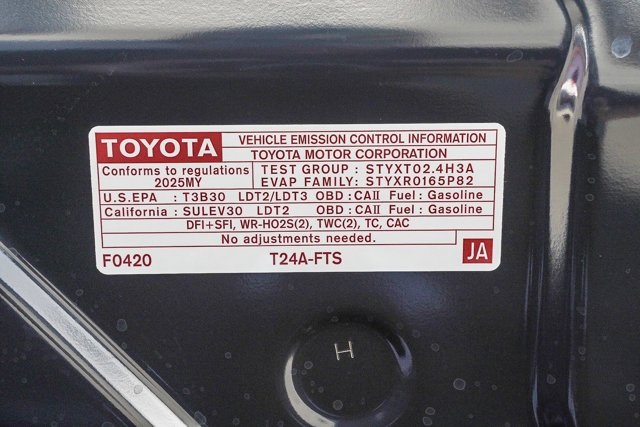 TOYOTA VEHICLE EMISSION CONTROL INFORMATION
TOYOTA MOTOR CORPORATION
Conforms to regulations TEST GROUP : STYXT02.4H3A
2025MY EVAP FAMILY: STYXR0165P82
U.S.EPA : T3B30 LDT2/LDT3 OBD : CAII Fuel : Gasoline
California : SULEV30 LDT2 OBD : CAII Fuel : Gasoline
DFI+SFI, WR-HO2S(2), TWC(2), TC, CAC
No adjustments needed.
F0420 T24A-FTS JA
H